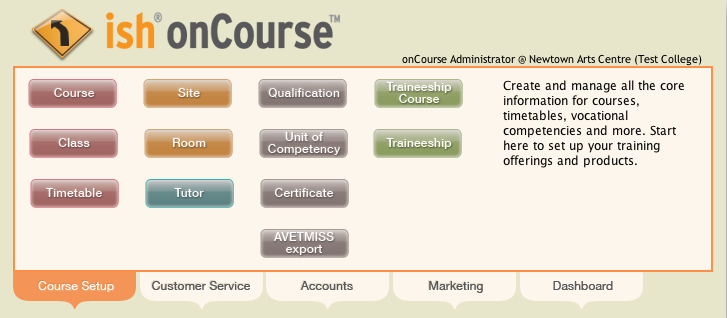 ish® onCourse™
onCourse Administrator @ Newtown Arts Centre (Test College)
Course
Site
Qualification
Traineeship
Course
Class
Room
Unit of
Competency
Traineeship
Timetable
Tutor
Certificate
AVETMISS
export
Create and manage all the core
information for courses,
timetables, vocational
competencies and more. Start
here to set up your training
offerings and products.
Course Setup
Customer Service
Accounts
Marketing
Dashboard